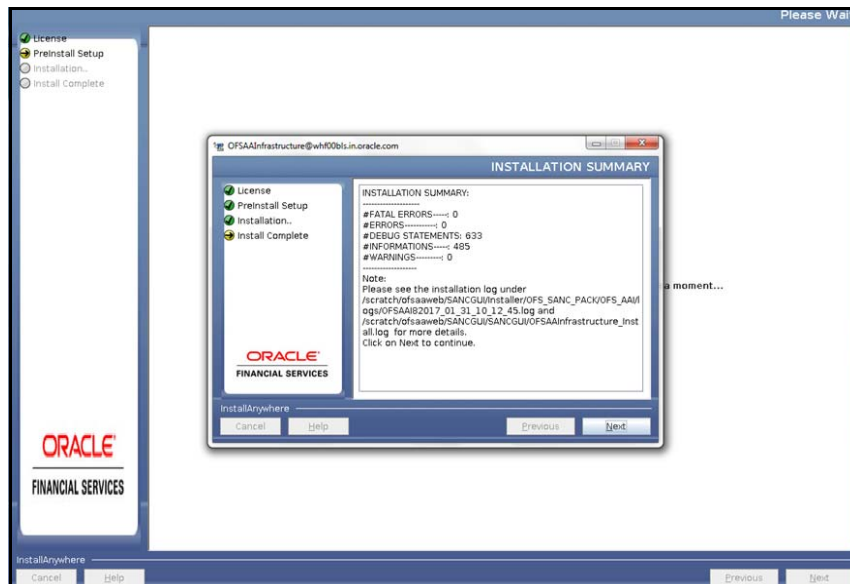 Please Wai
License
PreInstall Setup
Installation..
Install Complete
OFSAAInfrastructure@whf00bls.in.oracle.com
INSTALLATION SUMMARY
License
PreInstall Setup
Installation..
Install Complete
INSTALLATION SUMMARY:
-------------------
#FATAL ERRORS----: 0
#ERRORS----------: 0
#DEBUG STATEMENTS: 633
#INFORMATIONS----: 485
#WARNINGS--------: 0
------------------
Note:
Please see the installation log under
/scratch/ofsaaweb/SANCGUI/Installer/OFS_SANC_PACK/OFS_AAI/l
ogs/OFSAAI82017_01_31_10_12_45.log and
/scratch/ofsaaweb/SANCGUI/SANCGUI/OFSAAInfrastructure_Inst
all.log for more details.
Click on Next to continue.
a moment...
ORACLE
FINANCIAL SERVICES
InstallAnywhere
Cancel
Help
Previous
Next
ORACLE
FINANCIAL SERVICES
InstallAnywhere
Cancel
Help
Previous
Next